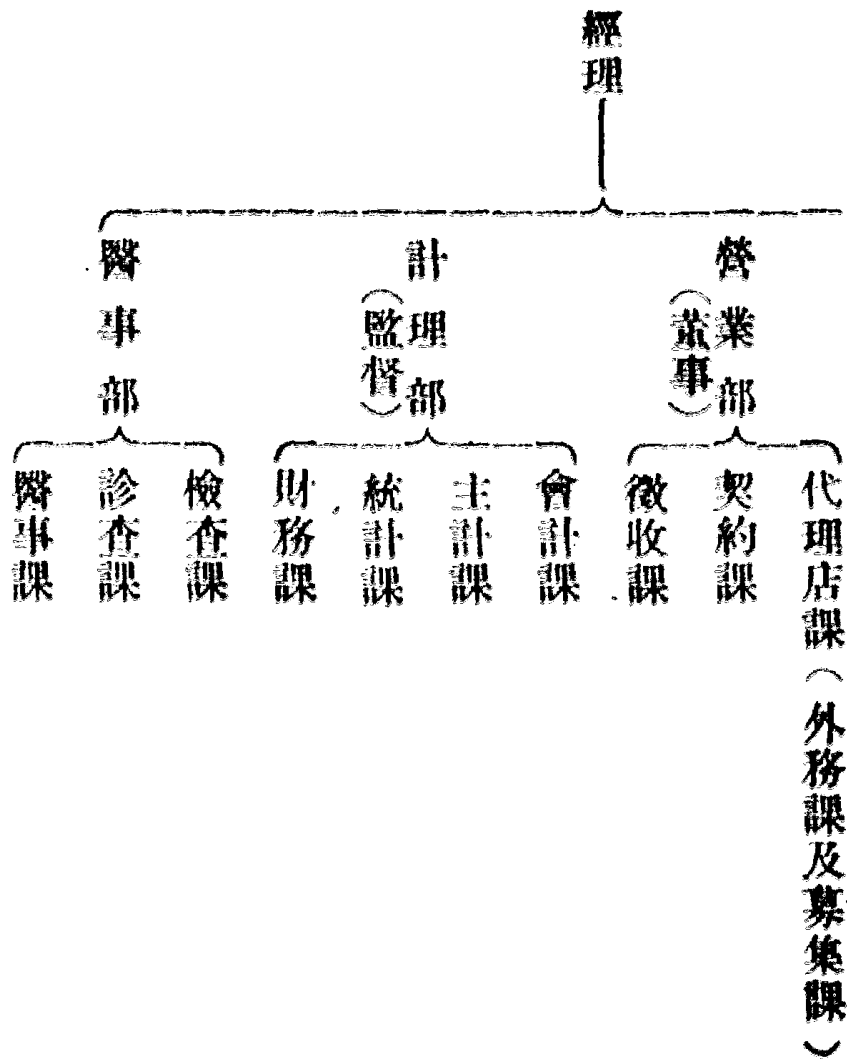 經理
營業部
（董事）
計理部
（監督）
醫事部
代理店課（外務課及募集課）
契約課
徵收課
會計課
主計課
統計課
財務課
檢查課
診查課
醫事課